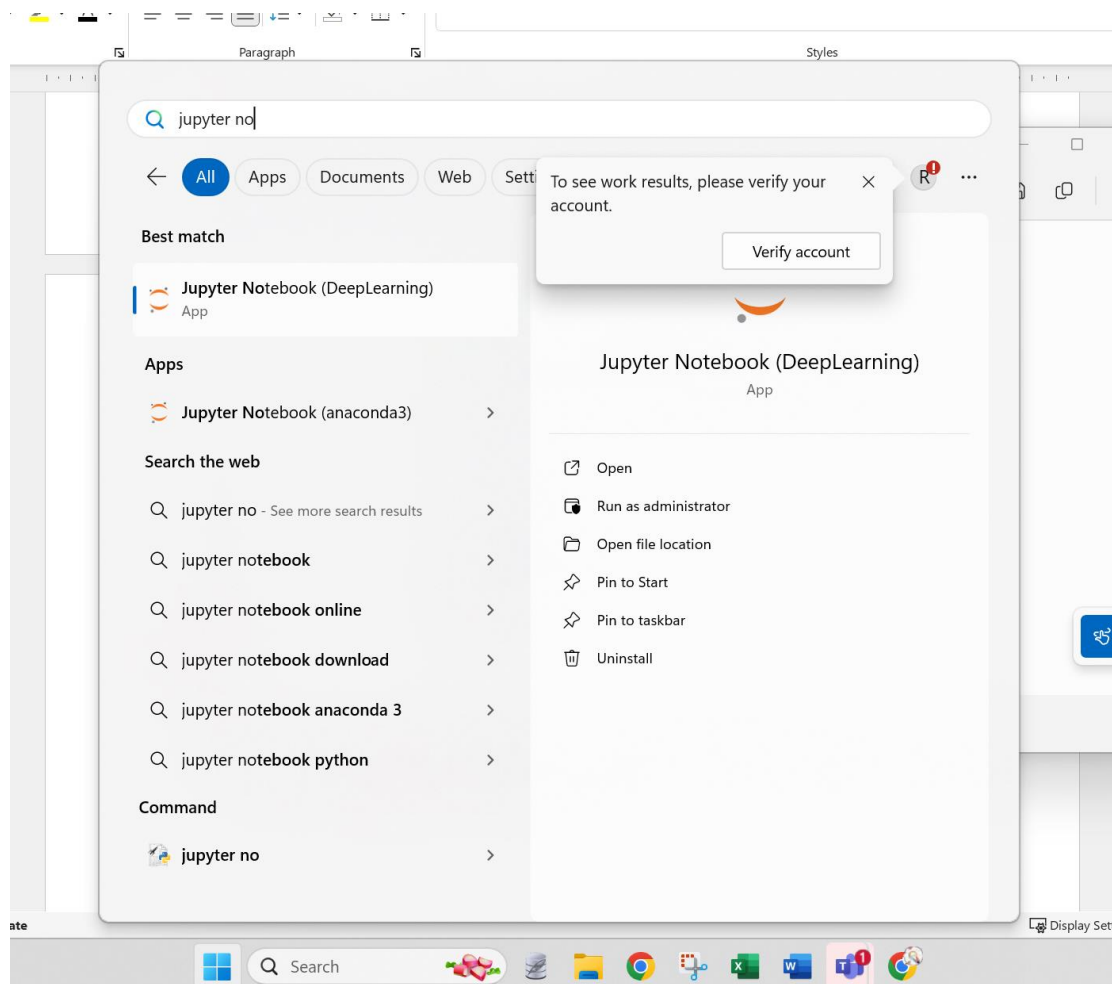 Paragraph
Styles
jupyter no
All Apps Documents Web Sett
To see work results, please verify your
account.
Verify account
R
Best match
Jupyter Notebook (DeepLearning)
App
Apps
Jupyter Notebook (anaconda3)
Search the web
jupyter no - See more search results
jupyter notebook
jupyter notebook online
jupyter notebook download
jupyter notebook anaconda 3
jupyter notebook python
Command
jupyter no
Jupyter Notebook (DeepLearning)
App
Open
Run as administrator
Open file location
Pin to Start
Pin to taskbar
Uninstall
ate
Display Set
Search
1